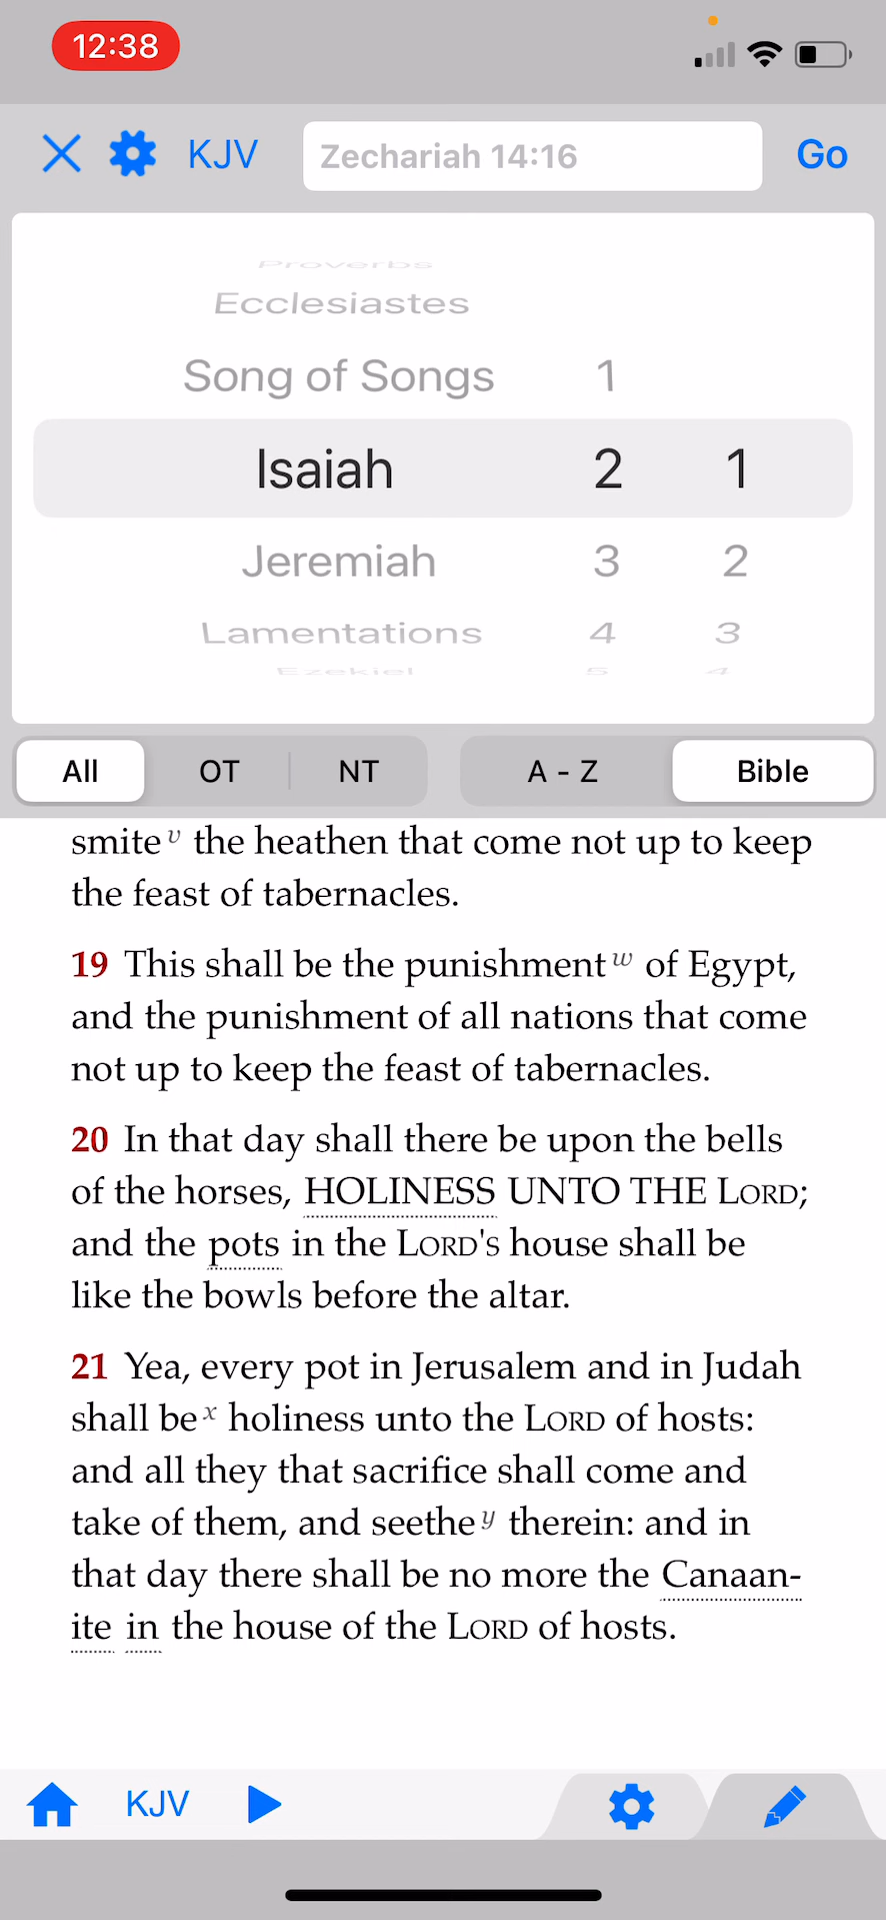 12:38
KJV Zechariah 14:16 Go
Proverbs
Ecclesiastes
Song of Songs 1
Isaiah 2 1
Jeremiah 3 2
Lamentations 4 3
Ezekiel 5 4
All OT NT A - Z Bible
smite v the heathen that come not up to keep
the feast of tabernacles.
19 This shall be the punishment w of Egypt,
and the punishment of all nations that come
not up to keep the feast of tabernacles.
20 In that day shall there be upon the bells
of the horses, HOLINESS UNTO THE LORD;
and the pots in the LORD's house shall be
like the bowls before the altar.
21 Yea, every pot in Jerusalem and in Judah
shall be x holiness unto the LORD of hosts:
and all they that sacrifice shall come and
take of them, and seethe y therein: and in
that day there shall be no more the Canaan-
ite in the house of the LORD of hosts.
KJV